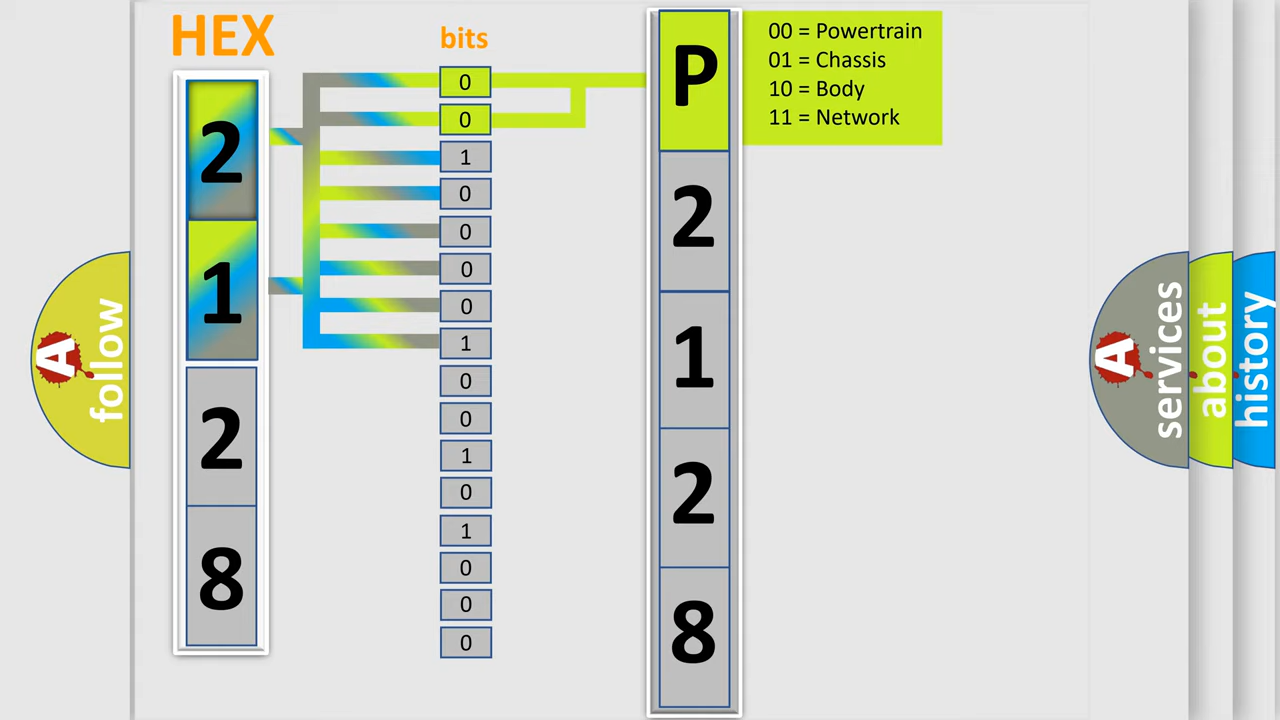 HEX
bits
2
1
2
8
0
0
1
0
0
0
0
1
0
0
1
0
1
0
0
0
P
2
1
2
8
00 = Powertrain
01 = Chassis
10 = Body
11 = Network
A
follow
A
services
about
history